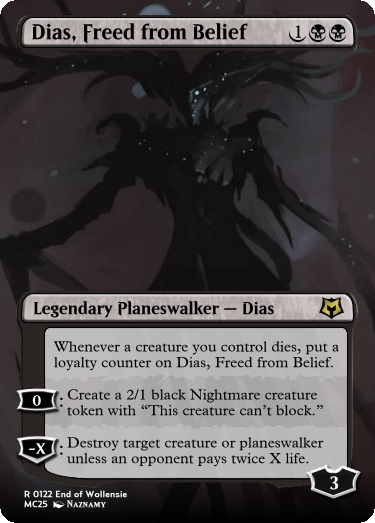 Dias, Freed from Belief 1
Legendary Planeswalker — Dias
Whenever a creature you control dies, put a
loyalty counter on Dias, Freed from Belief.
0: Create a 2/1 black Nightmare creature
token with “This creature can’t block.”
-X: Destroy target creature or planeswalker
unless an opponent pays twice X life.
3
R 0122 End of Wollensie
MC25 Naznamy